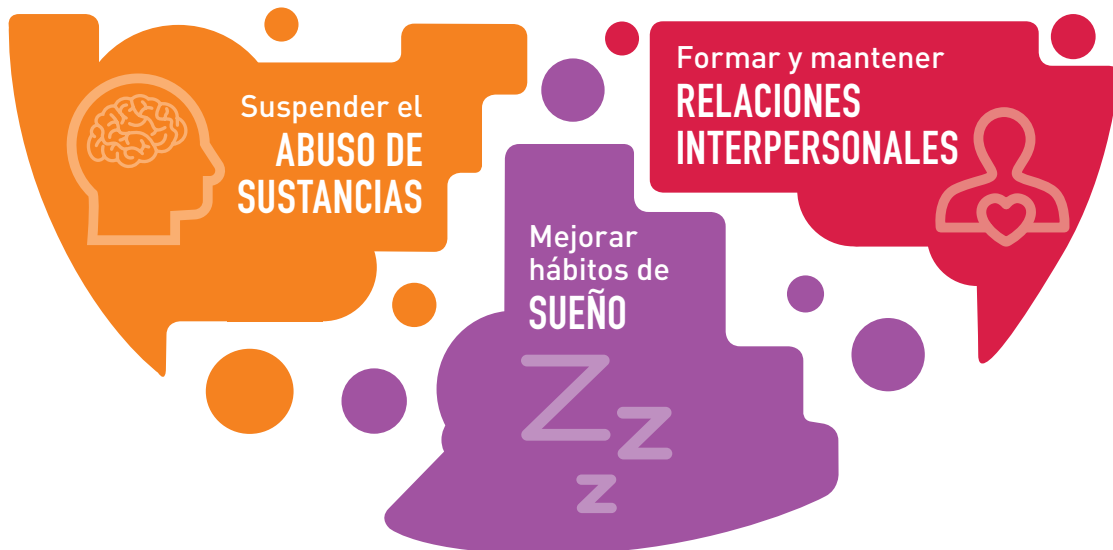 Suspender el
ABUSO DE
SUSTANCIAS
Formar y mantener
RELACIONES
INTERPERSONALES
Mejorar
hábitos de
SUEÑO
Z
z
z